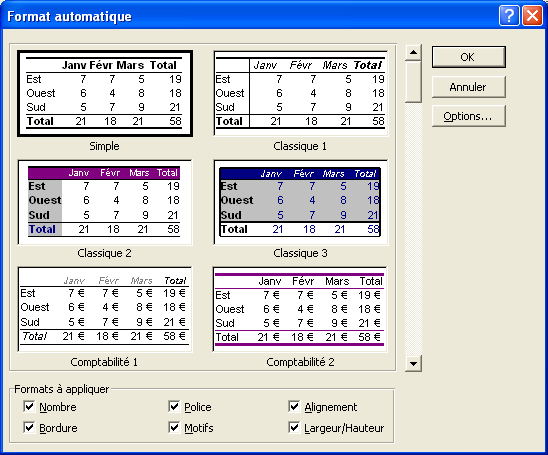 Format automatique
OK
Annuler
Options...
Janv Févr Mars Total
Est 7 7 5 19
Ouest 6 4 8 18
Sud 5 7 9 21
Total 21 18 21 58
Simple
Janv Févr Mars Total
Est 7 7 5 19
Ouest 6 4 8 18
Sud 5 7 9 21
Total 21 18 21 58
Classique 1
Janv Févr Mars Total
Est 7 7 5 19
Ouest 6 4 8 18
Sud 5 7 9 21
Total 21 18 21 58
Classique 2
Janv Févr Mars Total
Est 7 7 5 19
Ouest 6 4 8 18
Sud 5 7 9 21
Total 21 18 21 58
Classique 3
Janv Févr Mars Total
Est 7 € 7 € 5 € 19 €
Ouest 6 € 4 € 8 € 18 €
Sud 5 € 7 € 9 € 21 €
Total 21 € 18 € 21 € 58 €
Comptabilité 1
Janv Févr Mars Total
Est 7 € 7 € 5 € 19 €
Ouest 6 € 4 € 8 € 18 €
Sud 5 € 7 € 9 € 21 €
Total 21 € 18 € 21 € 58 €
Comptabilité 2
Formats à appliquer
Nombre Police Alignement
Bordure Motifs Largeur/Hauteur